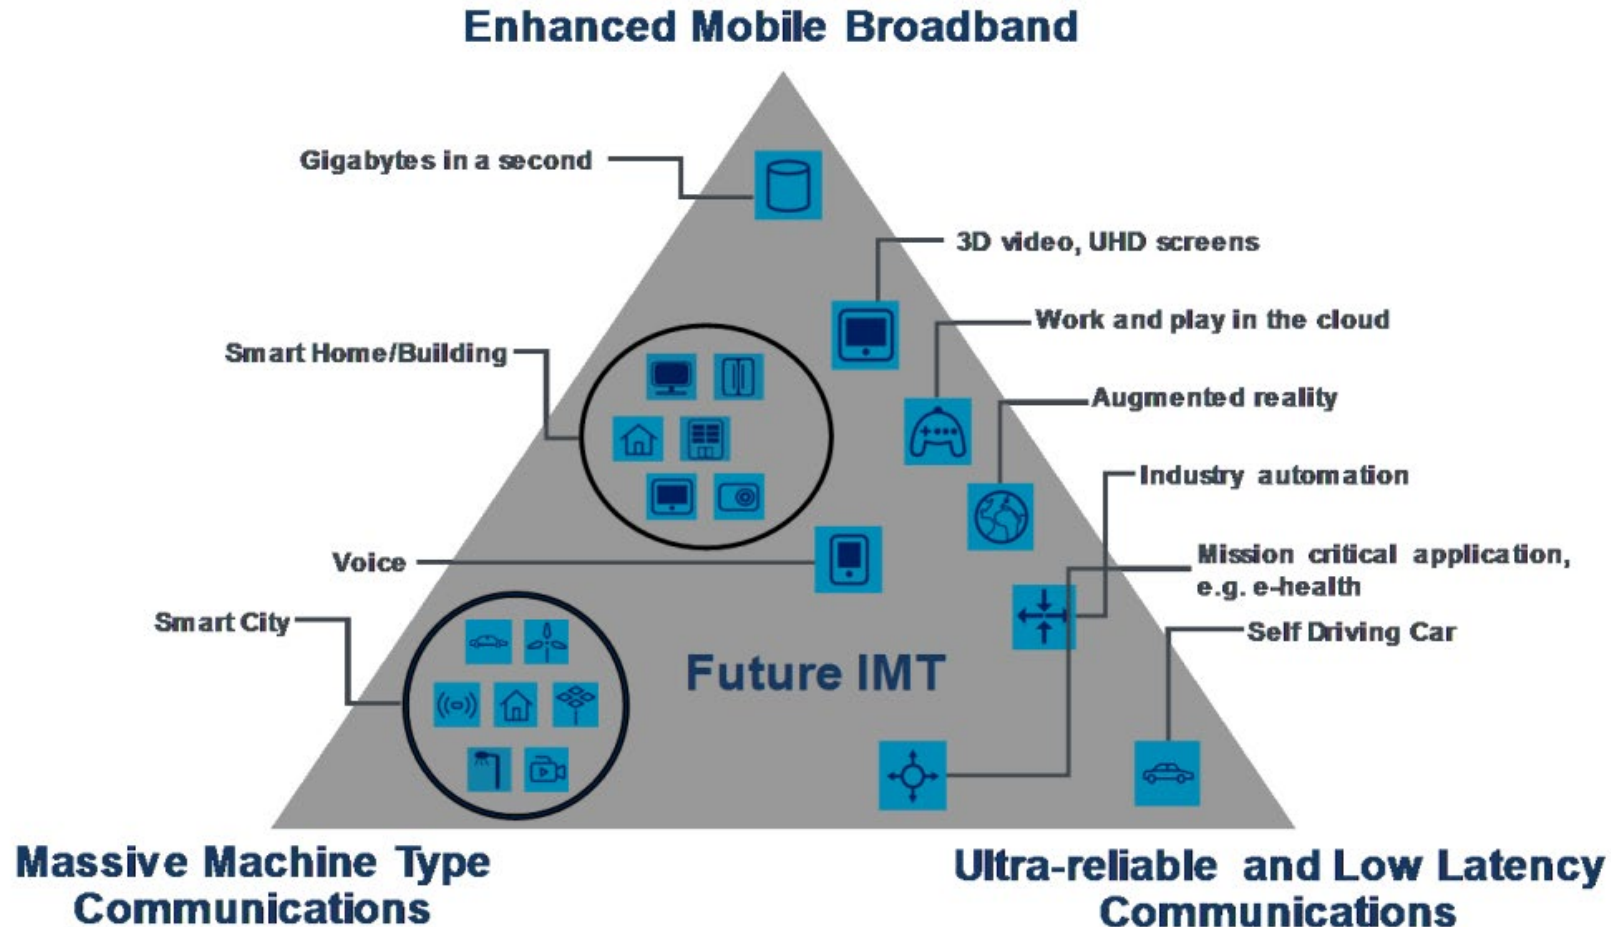 Enhanced Mobile Broadband
Gigabytes in a second
3D video, UHD screens
Work and play in the cloud
Smart Home/Building
Augmented reality
Industry automation
Voice
Mission critical application,
e.g. e-health
Smart City
Self Driving Car
Future IMT
Massive Machine Type
Communications
Ultra-reliable and Low Latency
Communications